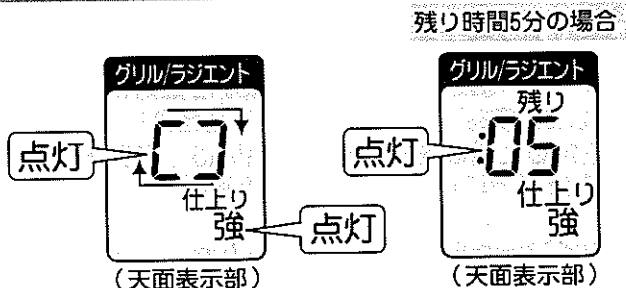 残り時間5分の場合
グリル/ラジエント
点灯
仕上り
強
点灯
(天面表示部)
グリル/ラジエント
残り
点灯
:05
仕上り
強
(天面表示部)